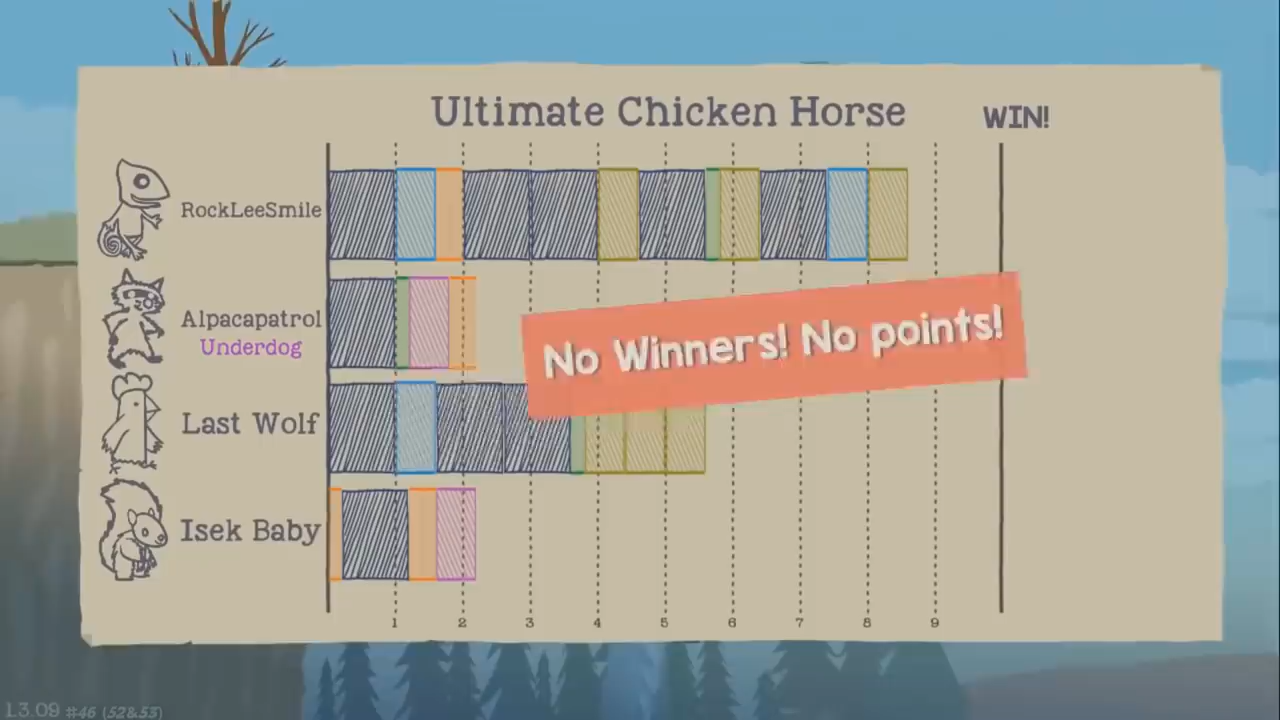 Ultimate Chicken Horse
WIN!
RockLeeSmile
Alpacapatrol
Underdog
No Winners! No points!
Last Wolf
Isek Baby
1 2 3 4 5 6 7 8 9
1.3.09 #46 (52&53)